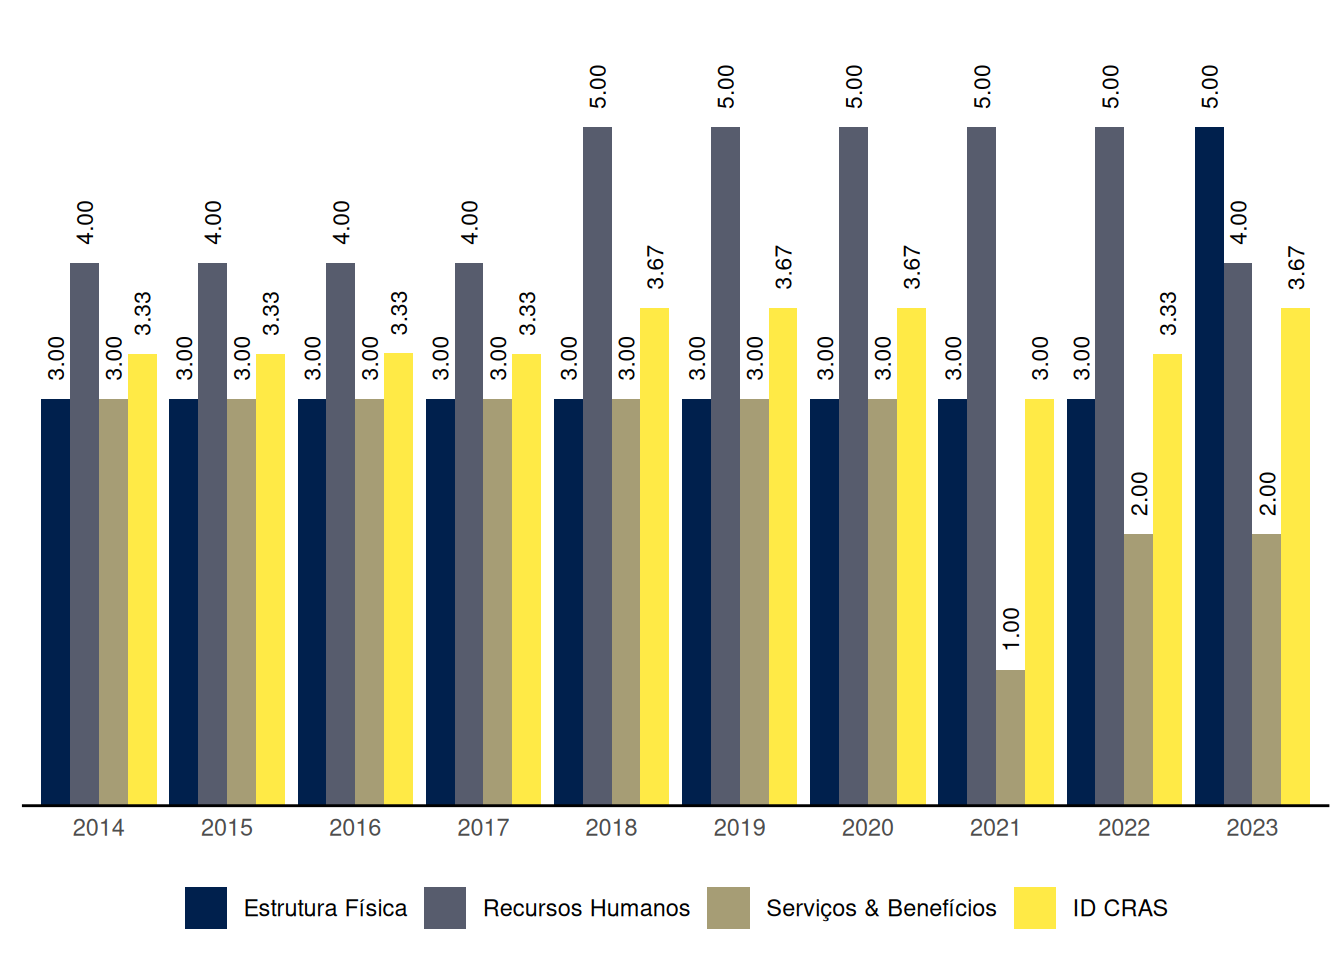 5.00 5.00 5.00 5.00 5.00 5.00
4.00 4.00 4.00 4.00 4.00
3.67 3.67 3.67 3.67
3.33 3.33 3.33 3.33 3.33
3.00 3.00 3.00 3.00 3.00 3.00 3.00 3.00 3.00 3.00 3.00 3.00 3.00 3.00 3.00 3.00 3.00
2.00 2.00
1.00
2014 2015 2016 2017 2018 2019 2020 2021 2022 2023
Estrutura Física Recursos Humanos Serviços & Benefícios ID CRAS